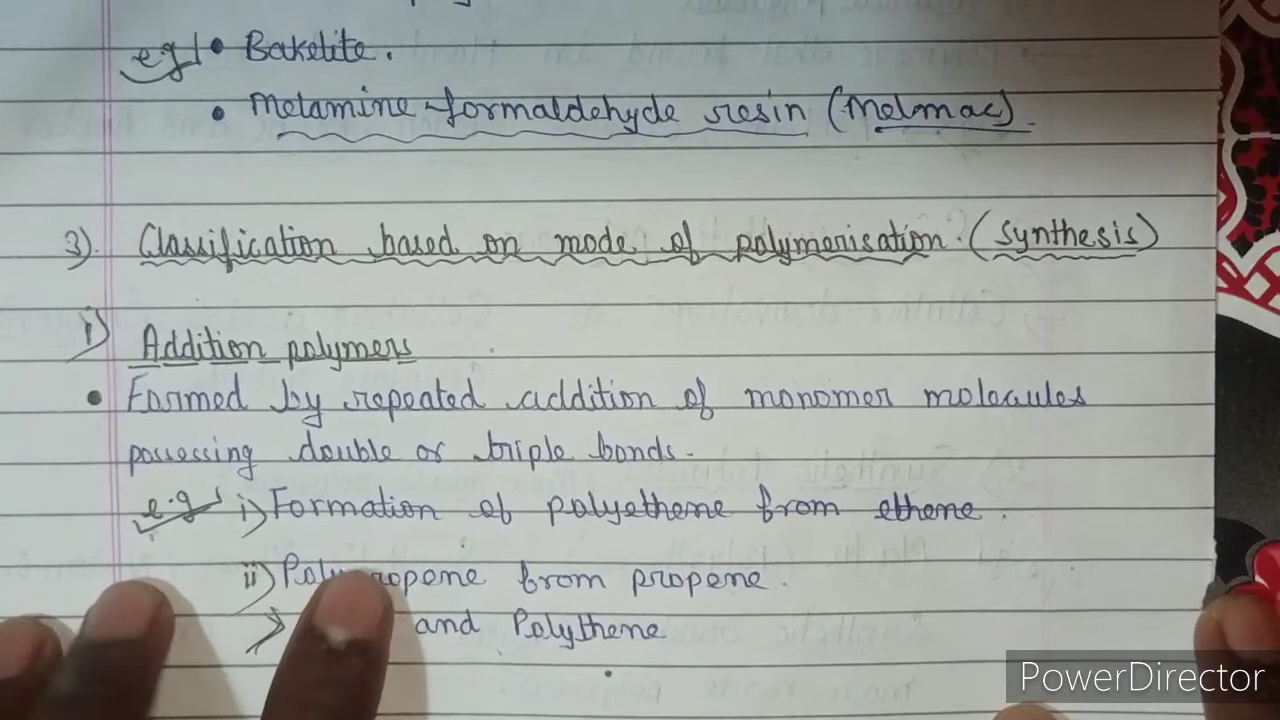 eg/ • Bakelite.
• Melamine-formaldehyde resin (Melmac).
3). Classification based on mode of polymerisation. (Synthesis)
i) Addition polymers
• Formed by repeated addition of monomer molecules
possessing double or triple bonds.
e.g, i) Formation of polyethene from ethene.
ii) Polypropene from propene.
and Polythene
PowerDirector